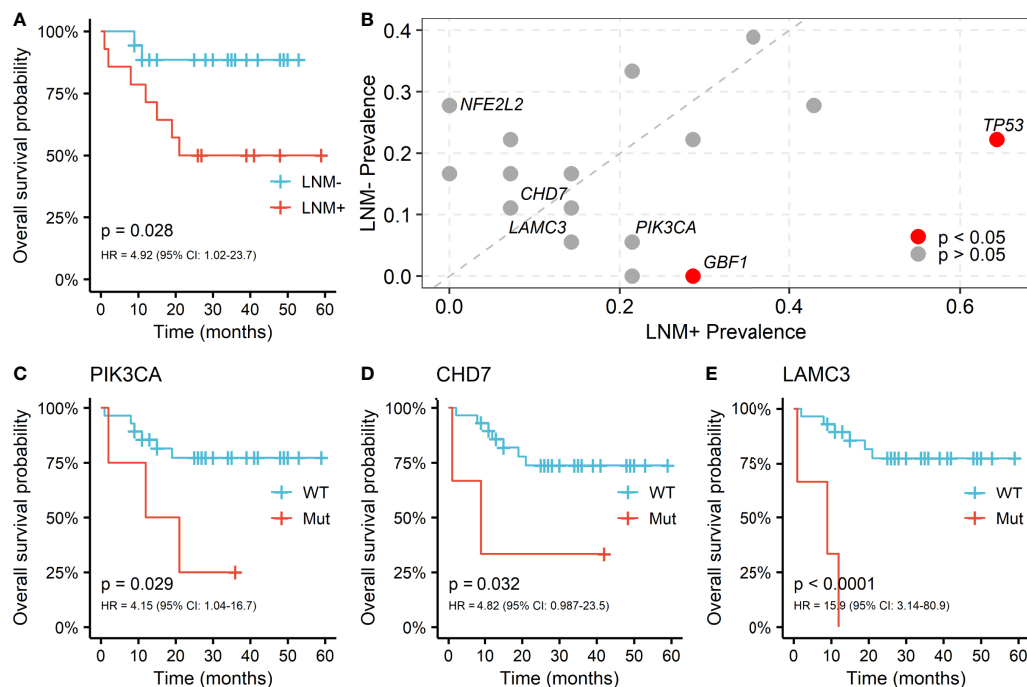 A
Overall survival probability
100%
75%
50%
25%
0%
LNM-
LNM+
p = 0.028
HR = 4.92 (95% CI: 1.02-23.7)
0 10 20 30 40 50 60
Time (months)
B
LNM- Prevalence
0.4
0.3
0.2
0.1
0.0
NFE2L2
TP53
CHD7
LAMC3
PIK3CA
GBF1
p < 0.05
p > 0.05
0.0 0.2 0.4 0.6
LNM+ Prevalence
C PIK3CA
Overall survival probability
100%
75%
50%
25%
0%
WT
Mut
p = 0.029
HR = 4.15 (95% CI: 1.04-16.7)
0 10 20 30 40 50 60
Time (months)
D CHD7
Overall survival probability
100%
75%
50%
25%
0%
WT
Mut
p = 0.032
HR = 4.82 (95% CI: 0.987-23.5)
0 10 20 30 40 50 60
Time (months)
E LAMC3
Overall survival probability
100%
75%
50%
25%
0%
WT
Mut
p < 0.0001
HR = 15.9 (95% CI: 3.14-80.9)
0 10 20 30 40 50 60
Time (months)